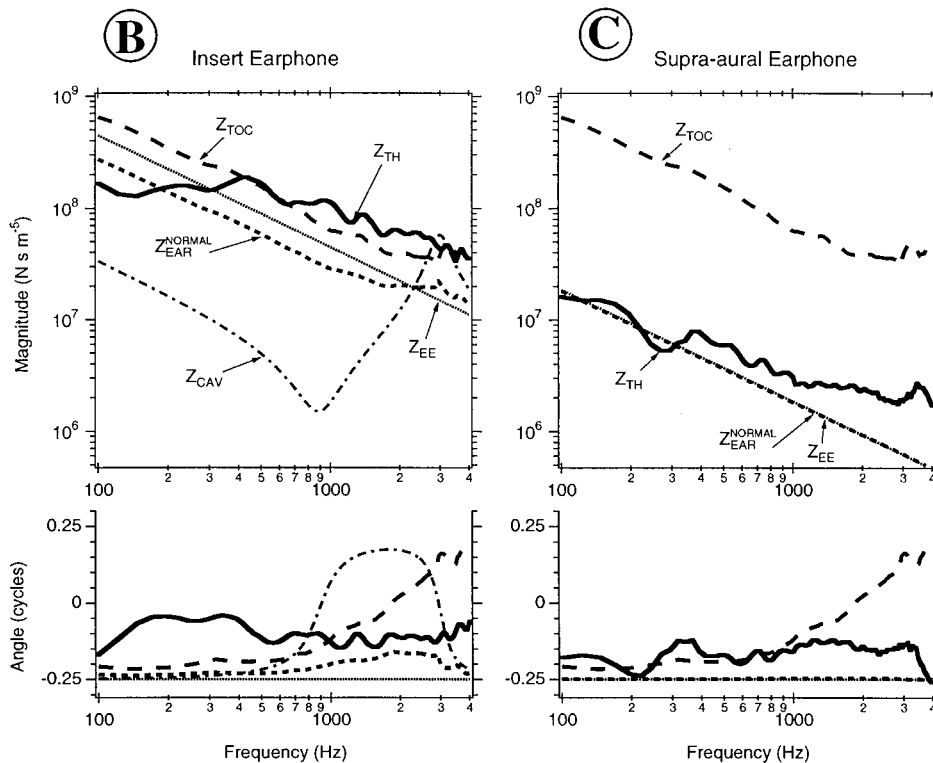 B
Insert Earphone
C
Supra-aural Earphone
10⁹
10⁸
10⁷
10⁶
Magnitude (N s m⁻⁵)
Z_TOC
Z_TH
Z_EAR^NORMAL
Z_CAV
Z_EE
100 2 3 4 5 6 7 8 9 1000 2 3 4
10⁹
10⁸
10⁷
10⁶
Z_TOC
Z_TH
Z_EAR^NORMAL
Z_EE
100 2 3 4 5 6 7 8 9 1000 2 3 4
0.25
0
-0.25
Angle (cycles)
100 2 3 4 5 6 7 8 9 1000 2 3 4
Frequency (Hz)
0.25
0
-0.25
100 2 3 4 5 6 7 8 9 1000 2 3 4
Frequency (Hz)